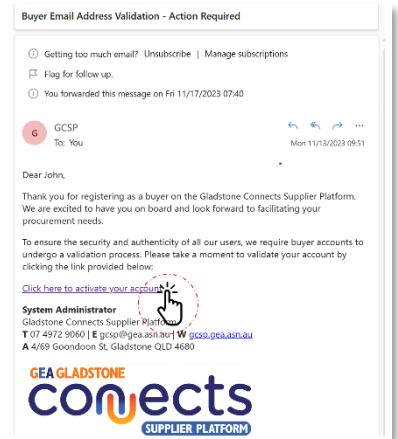 Buyer Email Address Validation - Action Required
Getting too much email? Unsubscribe | Manage subscriptions
Flag for follow up.
You forwarded this message on Fri 11/17/2023 07:40
G
GCSP
To: You
Mon 11/13/2023 09:51
Dear John,
Thank you for registering as a buyer on the Gladstone Connects Supplier Platform.
We are excited to have you on board and look forward to facilitating your
procurement needs.
To ensure the security and authenticity of all our users, we require buyer accounts to
undergo a validation process. Please take a moment to validate your account by
clicking the link provided below:
Click here to activate your account
System Administrator
Gladstone Connects Supplier Platform
T 07 4972 9060 | E gcsp@gea.asn.au | W gcsp.gea.asn.au
A 4/69 Goondoon St, Gladstone QLD 4680
GEA GLADSTONE
connects
SUPPLIER PLATFORM